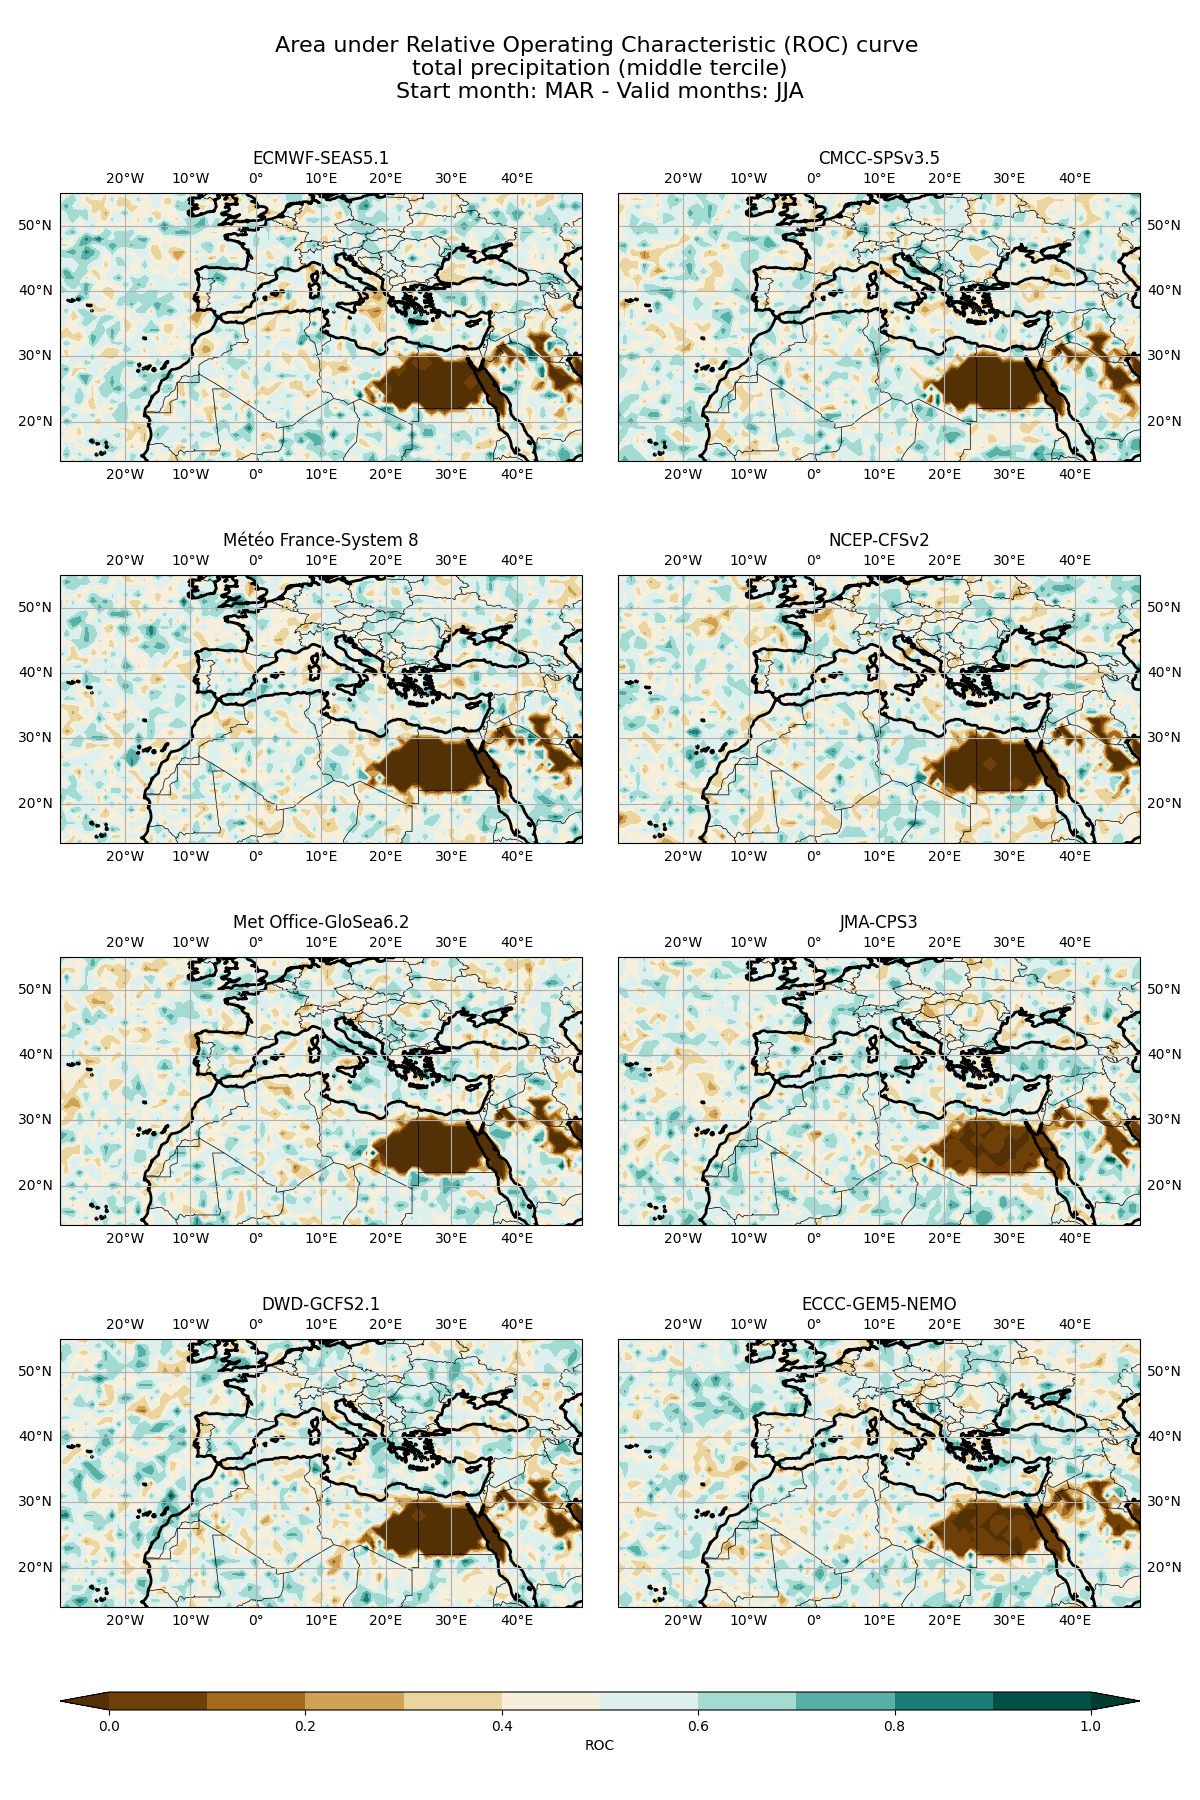 Area under Relative Operating Characteristic (ROC) curve
total precipitation (middle tercile)
Start month: MAR - Valid months: JJA
ECMWF-SEAS5.1
20°W 10°W 0° 10°E 20°E 30°E 40°E
50°N
40°N
30°N
20°N
20°W 10°W 0° 10°E 20°E 30°E 40°E
CMCC-SPSv3.5
20°W 10°W 0° 10°E 20°E 30°E 40°E
50°N
40°N
30°N
20°N
20°W 10°W 0° 10°E 20°E 30°E 40°E
Météo France-System 8
20°W 10°W 0° 10°E 20°E 30°E 40°E
50°N
40°N
30°N
20°N
20°W 10°W 0° 10°E 20°E 30°E 40°E
NCEP-CFSv2
20°W 10°W 0° 10°E 20°E 30°E 40°E
50°N
40°N
30°N
20°N
20°W 10°W 0° 10°E 20°E 30°E 40°E
Met Office-GloSea6.2
20°W 10°W 0° 10°E 20°E 30°E 40°E
50°N
40°N
30°N
20°N
20°W 10°W 0° 10°E 20°E 30°E 40°E
JMA-CPS3
20°W 10°W 0° 10°E 20°E 30°E 40°E
50°N
40°N
30°N
20°N
20°W 10°W 0° 10°E 20°E 30°E 40°E
DWD-GCFS2.1
20°W 10°W 0° 10°E 20°E 30°E 40°E
50°N
40°N
30°N
20°N
20°W 10°W 0° 10°E 20°E 30°E 40°E
ECCC-GEM5-NEMO
20°W 10°W 0° 10°E 20°E 30°E 40°E
50°N
40°N
30°N
20°N
20°W 10°W 0° 10°E 20°E 30°E 40°E
0.0 0.2 0.4 0.6 0.8 1.0
ROC